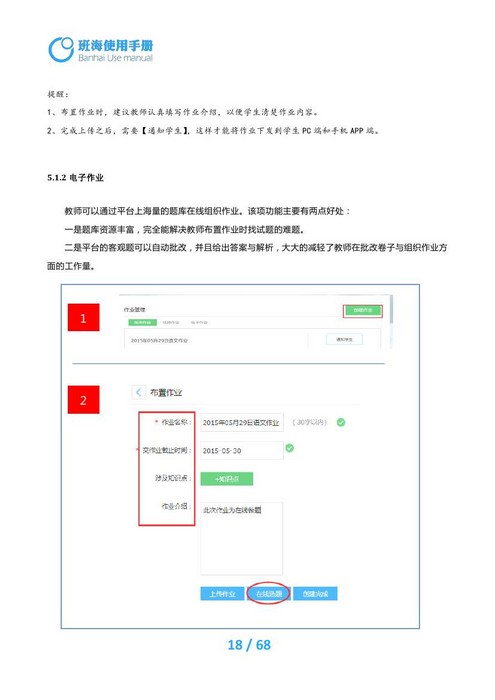 班海使用手册
Banhai Use manual
提醒：
1、布置作业时，建议教师认真填写作业介绍，以便学生清楚作业内容。
2、完成上传之后，需要【通知学生】，这样才能将作业下发到学生PC端和手机APP端。
5.1.2 电子作业
教师可以通过平台上海量的题库在线组织作业。该项功能主要有两点好处：
一是题库资源丰富，完全能解决教师布置作业时找试题的难题。
二是平台的客观题可以自动批改，并且给出答案与解析，大大的减轻了教师在批改卷子与组织作业方
面的工作量。
1
作业管理
创建作业
2015年05月29日语文作业
2
布置作业
* 作业名称：
2015年05月29日语文作业
（30字以内）
* 交作业截止时间：
2015-05-30
涉及知识点：
+知识点
作业介绍：
此次作业为在线做题
上传作业
在线选题
创建完成
18 / 68